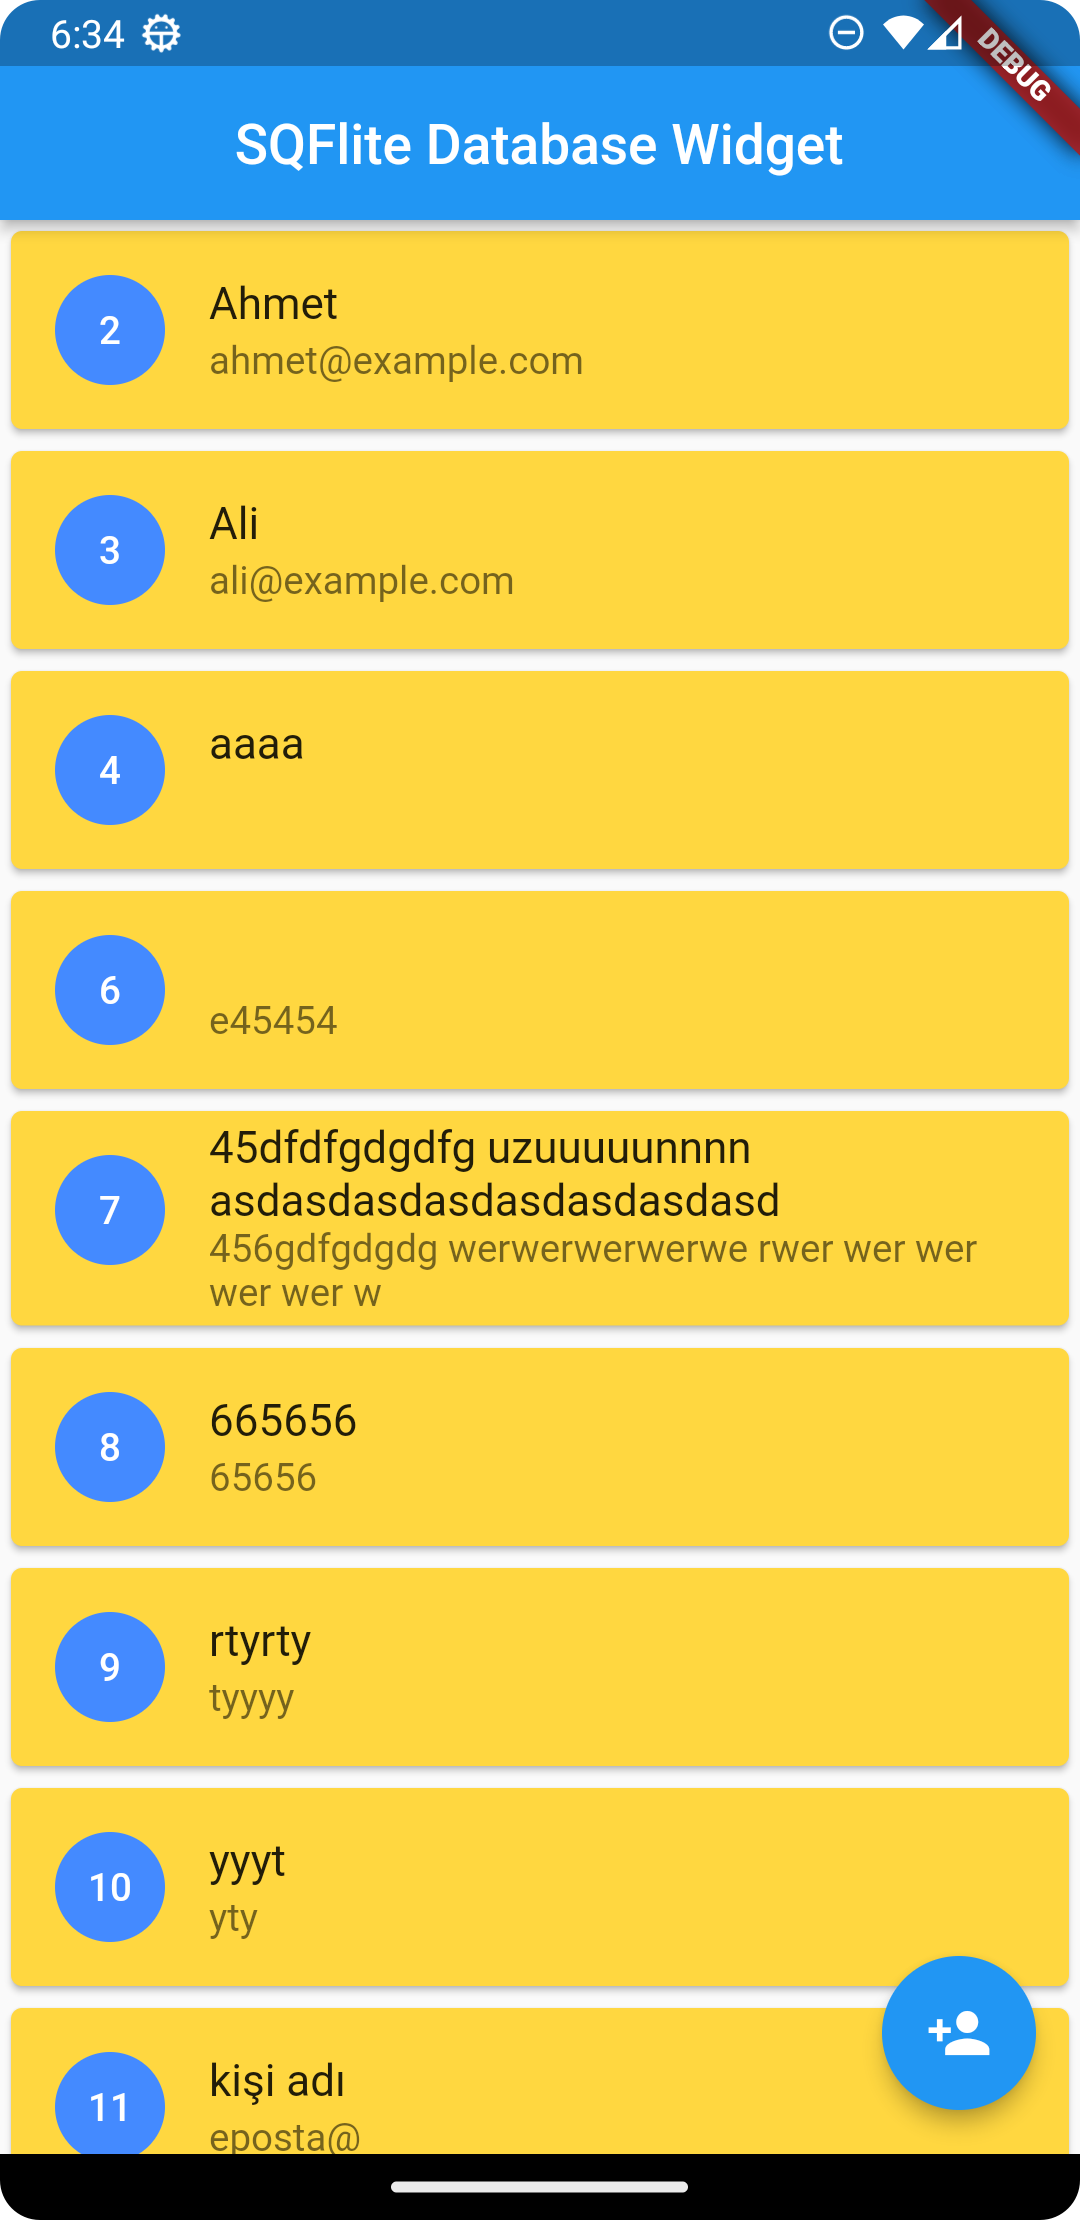 6:34
DEBUG
SQFlite Database Widget
2
Ahmet
ahmet@example.com
3
Ali
ali@example.com
4
aaaa
6
e45454
7
45dfdfgdgdfg uzuuuuunnnn
asdasdasdasdasdasdasdasd
456gdfgdgdg werwerwerwerwe rwer wer wer
wer wer w
8
665656
65656
9
rtyrty
tyyyy
10
yyyt
yty
11
kişi adı
eposta@